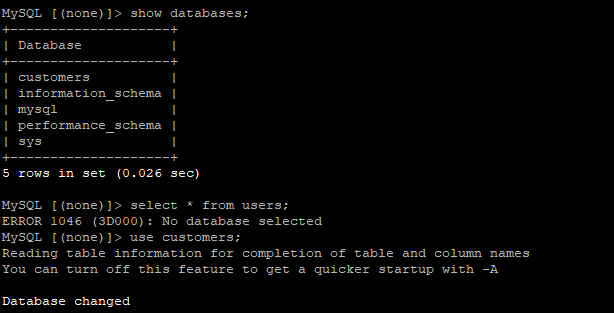 MySQL [(none)]> show databases;
+--------------------+
| Database           |
+--------------------+
| customers          |
| information_schema |
| mysql              |
| performance_schema |
| sys                |
+--------------------+
5 rows in set (0.026 sec)

MySQL [(none)]> select * from users;
ERROR 1046 (3D000): No database selected
MySQL [(none)]> use customers;
Reading table information for completion of table and column names
You can turn off this feature to get a quicker startup with -A

Database changed